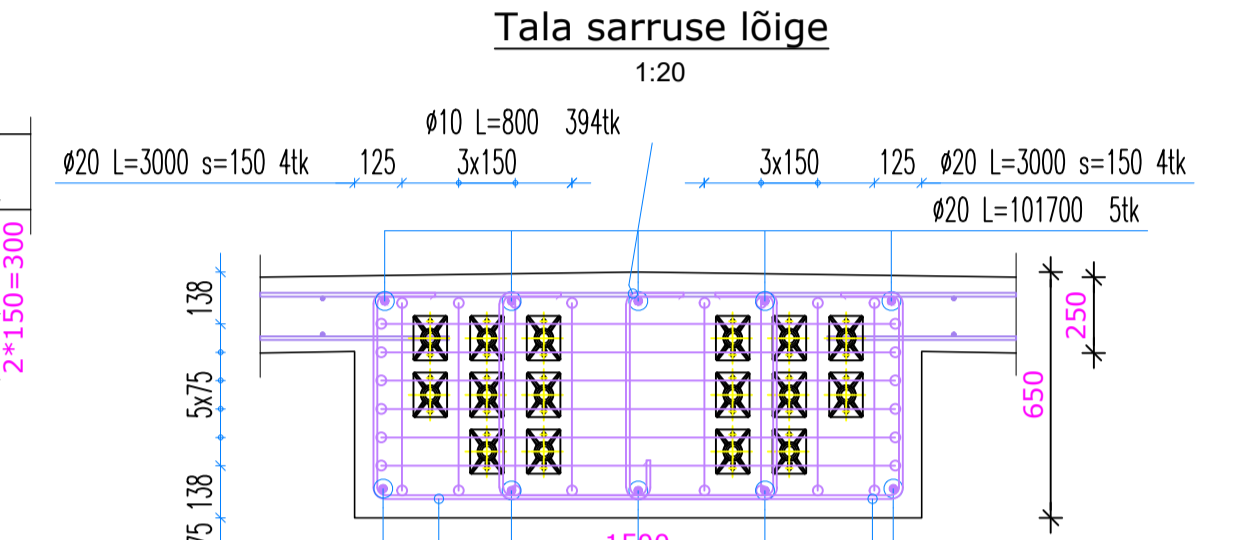 Tala sarruse lõige
1:20
ø10 L=800 394tk
ø20 L=3000 s=150 4tk
125
3x150
3x150
125
ø20 L=3000 s=150 4tk
ø20 L=101700 5tk
2*150=300
138
5x75
138
75
250
650
1500